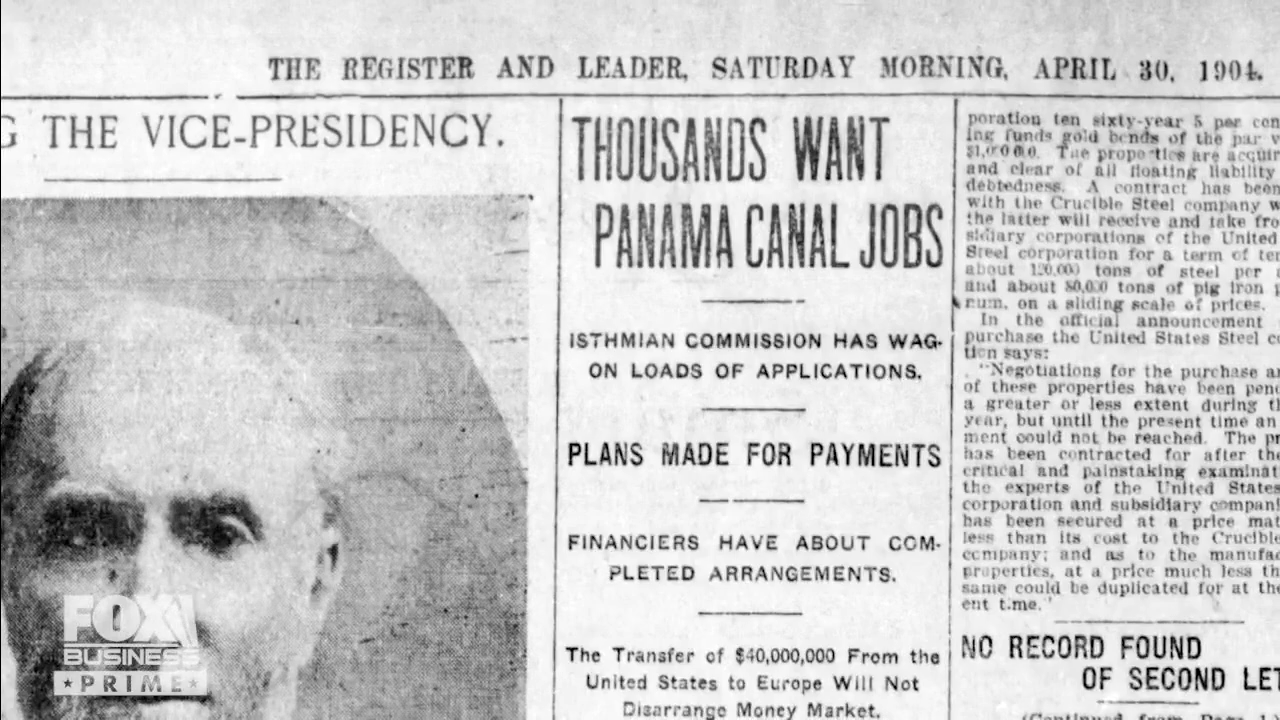 THE REGISTER AND LEADER, SATURDAY MORNING, APRIL 30, 1904.
G THE VICE-PRESIDENCY.
THOUSANDS WANT
PANAMA CANAL JOBS
ISTHMIAN COMMISSION HAS WAG-
ON LOADS OF APPLICATIONS.
PLANS MADE FOR PAYMENTS
FINANCIERS HAVE ABOUT COM-
PLETED ARRANGEMENTS.
The Transfer of $40,000,000 From the
United States to Europe Will Not
Disarrange Money Market.
poration ten sixty-year 5 per cen
ing funds gold bonds of the par v
The properties are acquir
and clear of all floating liability
debtedness. A contract has been
with the Crucible Steel company w
the latter will receive and take fro
sidiary corporations of the United
Steel corporation for a term of ter
about tons of steel per
and about tons of pig iron p
num, on a sliding scale of prices.
In the official announcement
purchase the United States Steel co
tion says:
"Negotiations for the purchase a
of these properties have been pend
a greater or less extent during t
year, but until the present time an
ment could not be reached. The pr
has been contracted for after the
critical and painstaking examinat
the experts of the United States
corporation and subsidiary compani
has been secured at a price mat
less than its cost to the Crucible
company; and as to the manufac
properties, at a price much less th
same could be duplicated for at the
ent time."
NO RECORD FOUND
OF SECOND LET
(Continued from Page 1
FOX
BUSINESS
PRIME